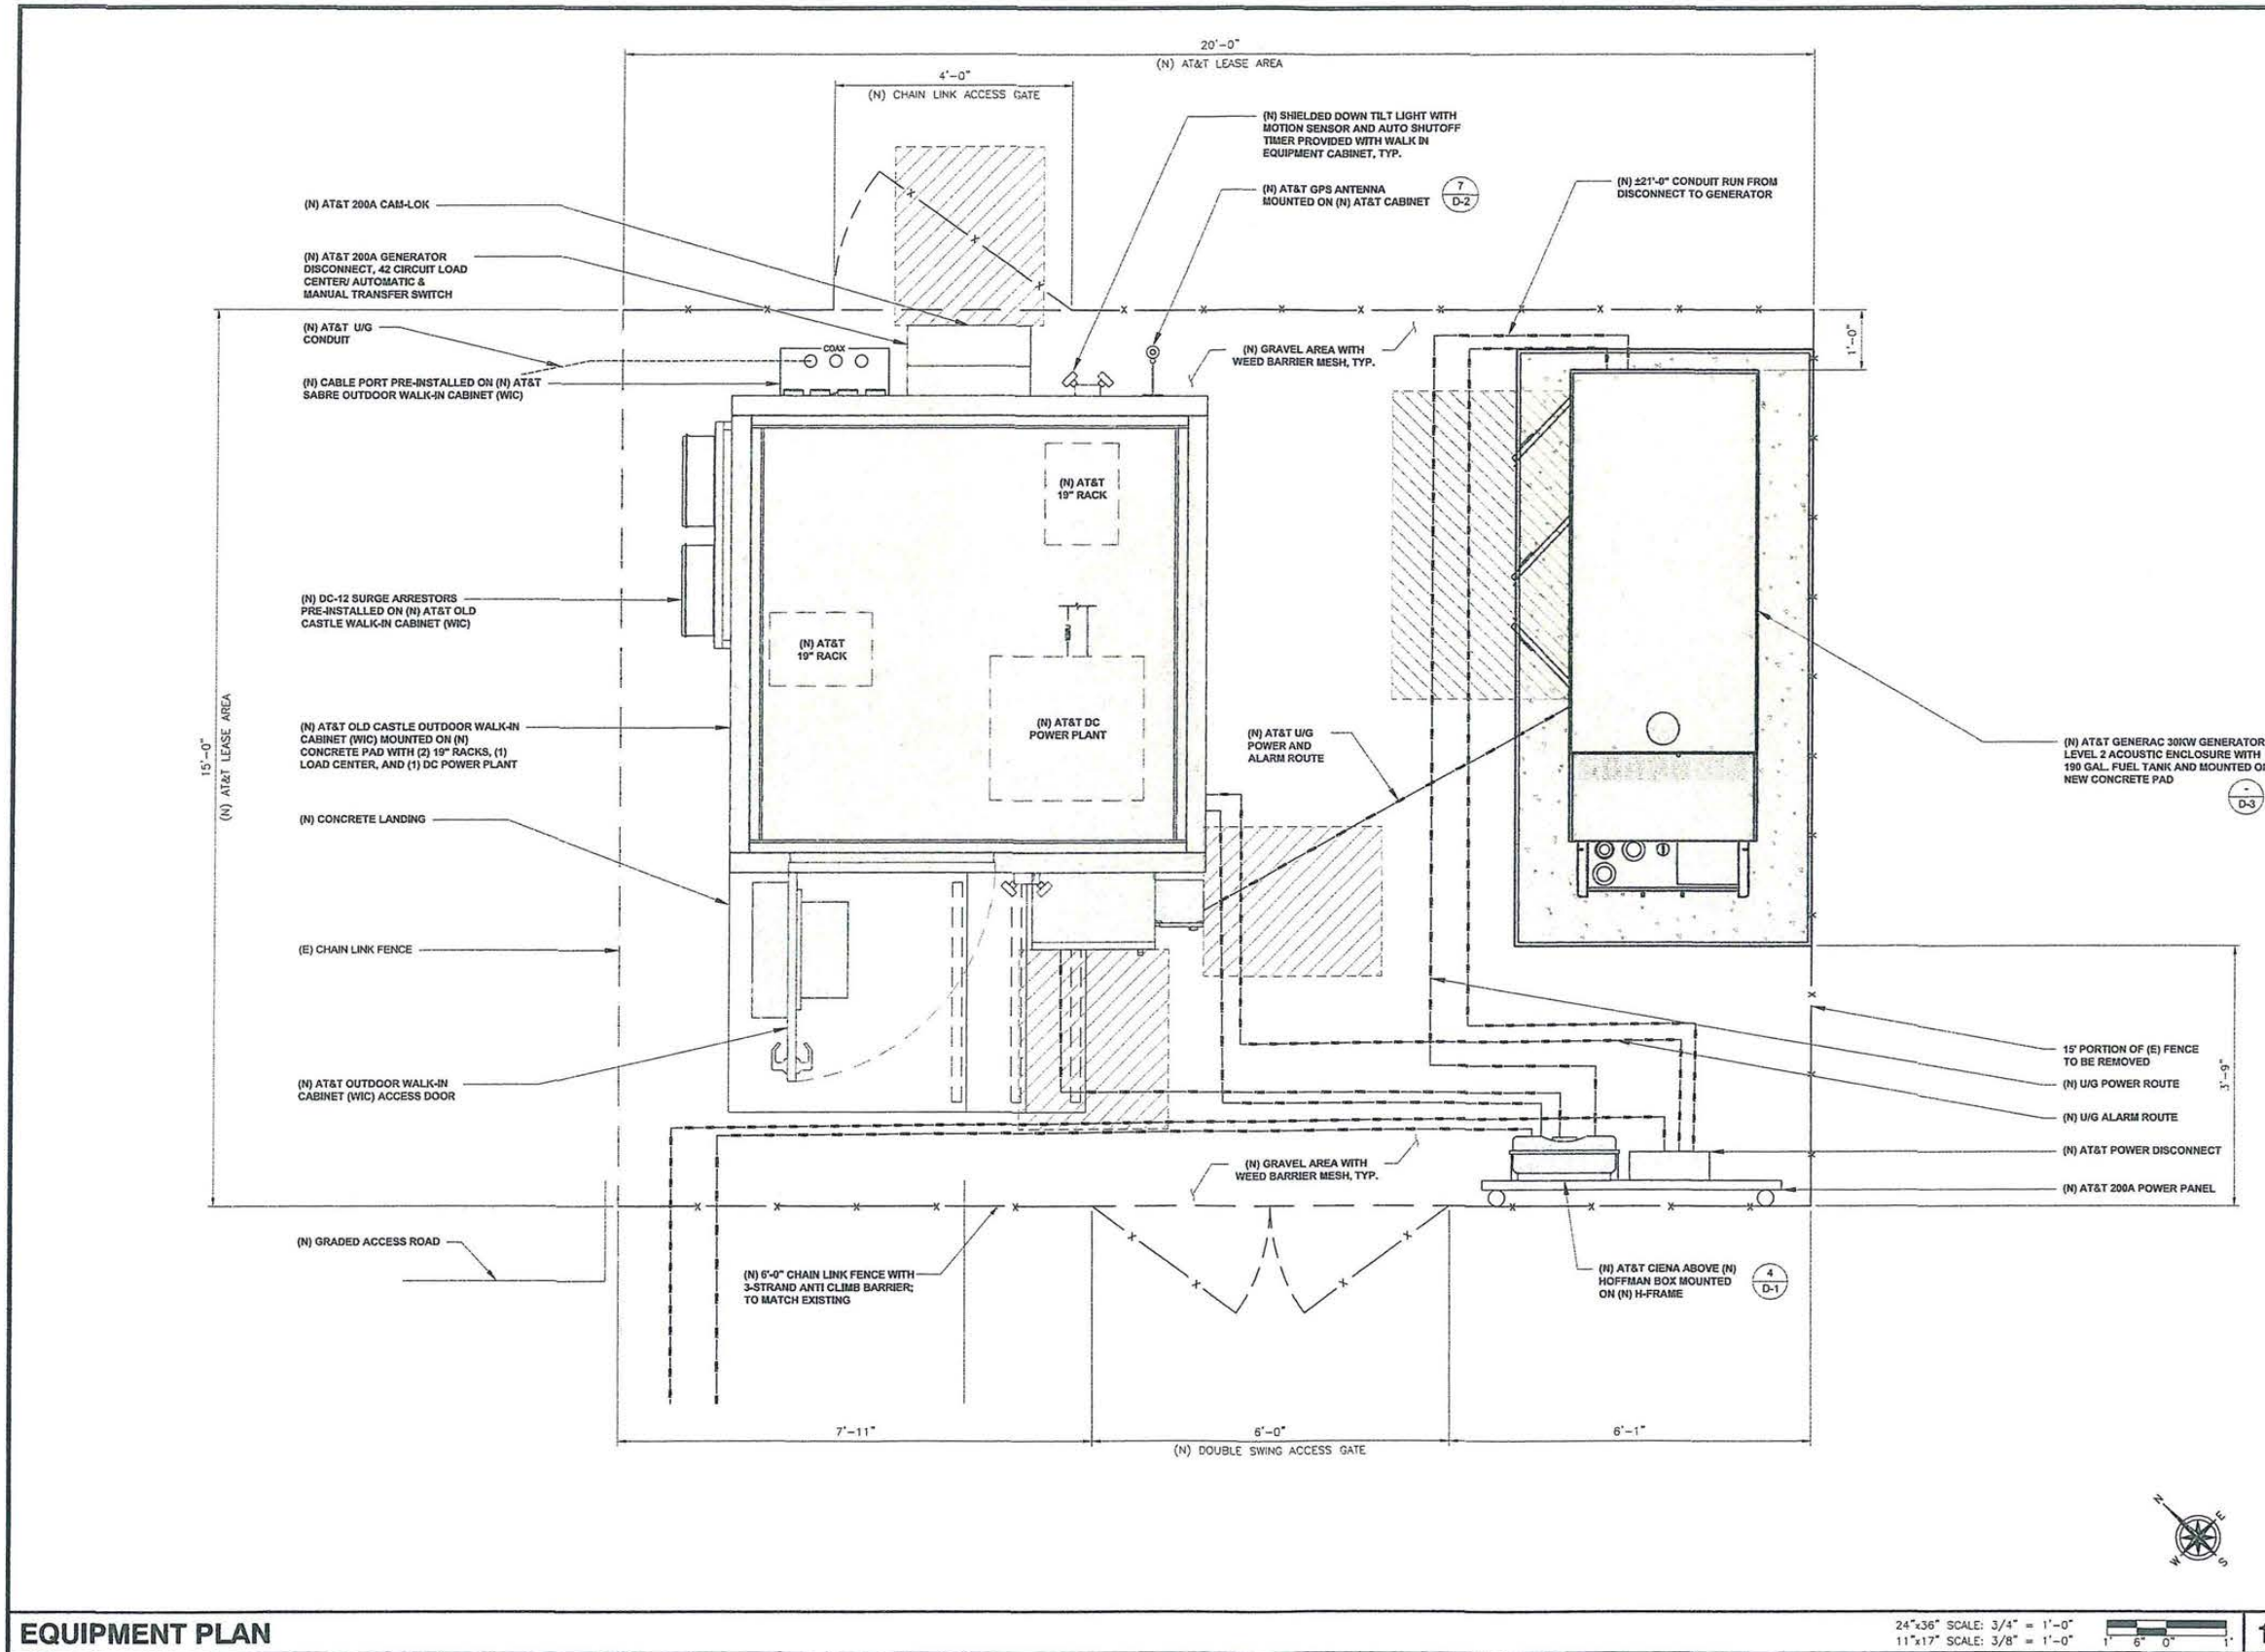 20'-0"
(N) AT&T LEASE AREA
4'-0"
(N) CHAIN LINK ACCESS GATE
(N) SHIELDED DOWN TILT LIGHT WITH
MOTION SENSOR AND AUTO SHUTOFF
TIMER PROVIDED WITH WALK IN
EQUIPMENT CABINET, TYP.
(N) AT&T GPS ANTENNA
MOUNTED ON (N) AT&T CABINET
7
D-2
(N) ±21'-0" CONDUIT RUN FROM
DISCONNECT TO GENERATOR
(N) AT&T 200A CAM-LOK
(N) AT&T 200A GENERATOR
DISCONNECT, 42 CIRCUIT LOAD
CENTER/ AUTOMATIC &
MANUAL TRANSFER SWITCH
(N) AT&T U/G
CONDUIT
COAX
(N) CABLE PORT PRE-INSTALLED ON (N) AT&T
SABRE OUTDOOR WALK-IN CABINET (WIC)
(N) GRAVEL AREA WITH
WEED BARRIER MESH, TYP.
1'-0"
(N) AT&T
19" RACK
(N) DC-12 SURGE ARRESTORS
PRE-INSTALLED ON (N) AT&T OLD
CASTLE WALK-IN CABINET (WIC)
(N) AT&T
19" RACK
(N) AT&T DC
POWER PLANT
15'-0"
(N) AT&T LEASE AREA
(N) AT&T OLD CASTLE OUTDOOR WALK-IN
CABINET (WIC) MOUNTED ON (N)
CONCRETE PAD WITH (2) 19" RACKS, (1)
LOAD CENTER, AND (1) DC POWER PLANT
(N) AT&T U/G
POWER AND
ALARM ROUTE
(N) AT&T GENERAC 30KW GENERATOR
LEVEL 2 ACOUSTIC ENCLOSURE WITH
190 GAL. FUEL TANK AND MOUNTED
NEW CONCRETE PAD
-
D-3
(N) CONCRETE LANDING
(E) CHAIN LINK FENCE
(N) AT&T OUTDOOR WALK-IN
CABINET (WIC) ACCESS DOOR
15' PORTION OF (E) FENCE
TO BE REMOVED
(N) U/G POWER ROUTE
(N) U/G ALARM ROUTE
(N) AT&T POWER DISCONNECT
(N) AT&T 200A POWER PANEL
3'-9"
(N) GRAVEL AREA WITH
WEED BARRIER MESH, TYP.
(N) GRADED ACCESS ROAD
(N) 6'-0" CHAIN LINK FENCE WITH
3-STRAND ANTI CLIMB BARRIER;
TO MATCH EXISTING
(N) AT&T CIENA ABOVE (N)
HOFFMAN BOX MOUNTED
ON (N) H-FRAME
4
D-1
7'-11"
6'-0"
(N) DOUBLE SWING ACCESS GATE
6'-1"
N
E
W
S
EQUIPMENT PLAN
24"x36" SCALE: 3/4" = 1'-0"
11"x17" SCALE: 3/8" = 1'-0"
1' 6" 0" 1'